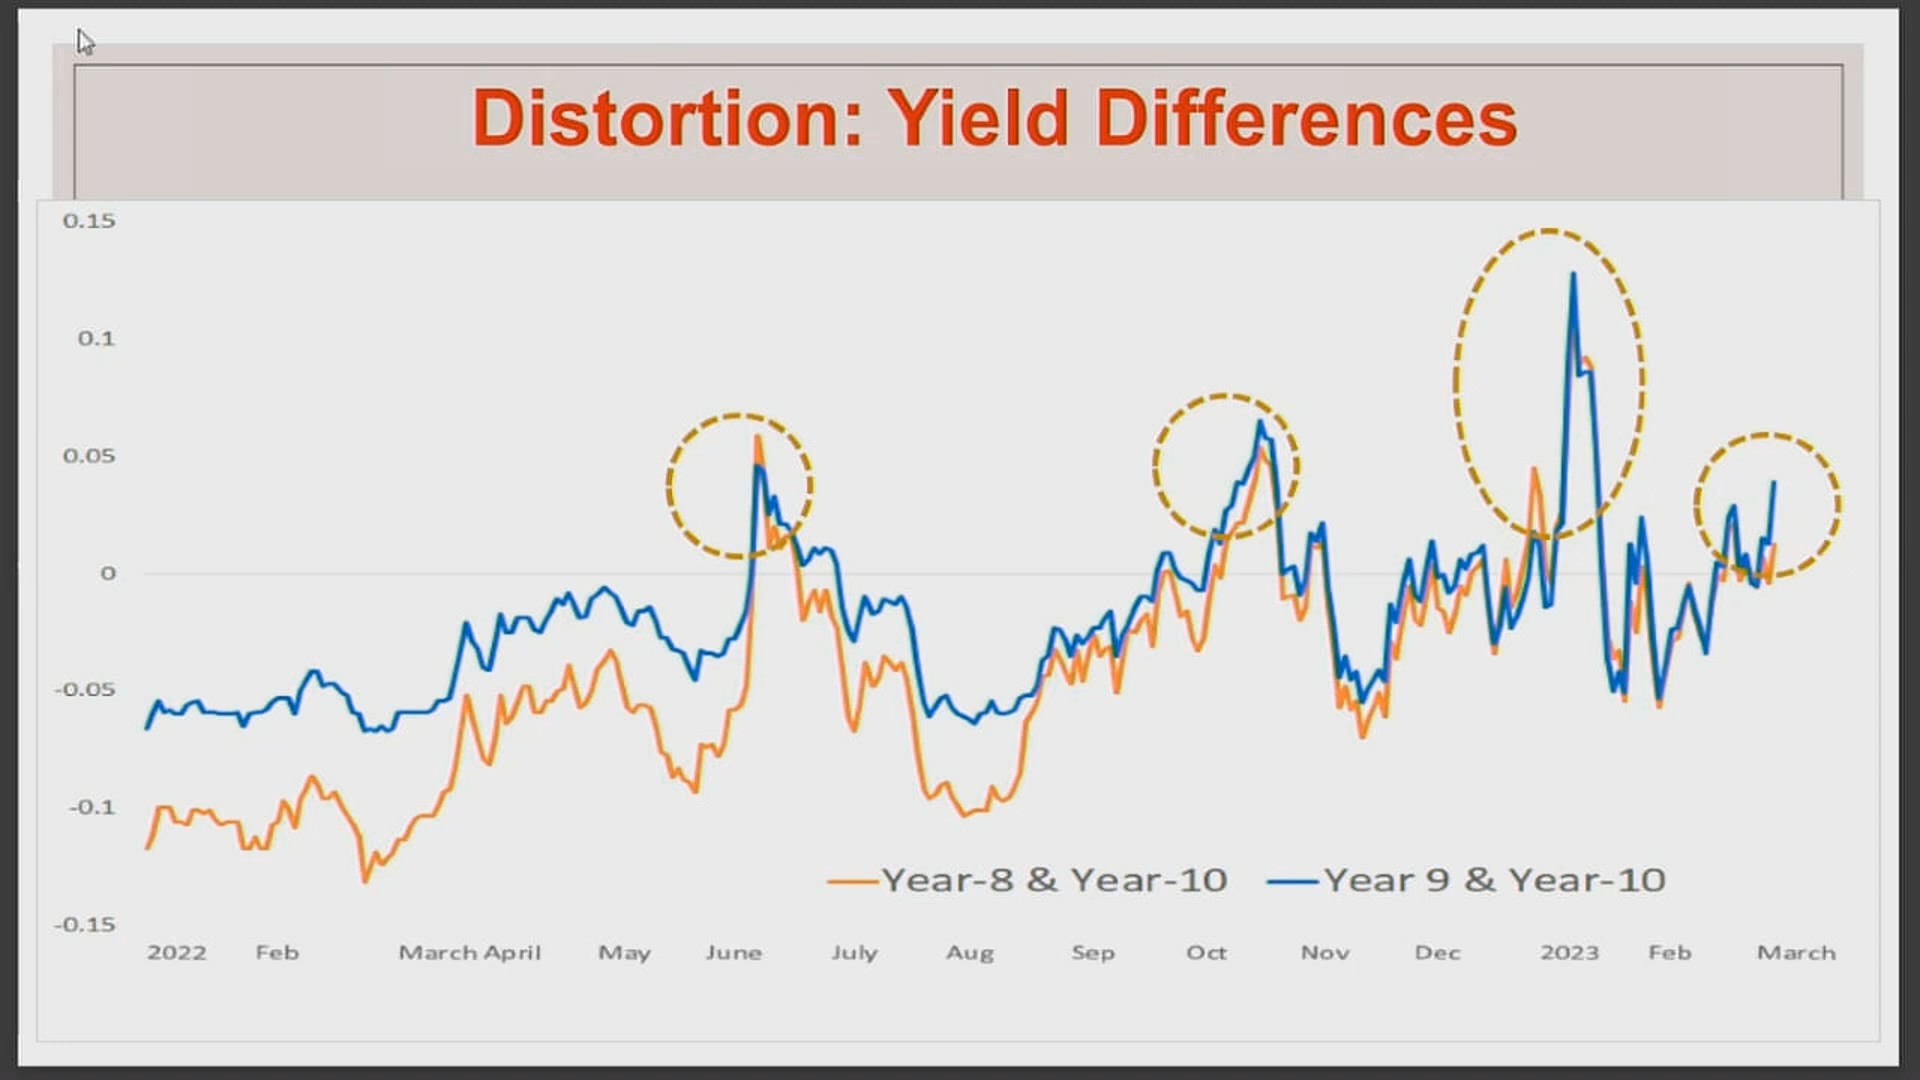 Distortion: Yield Differences
0.15
0.1
0.05
0
-0.05
-0.1
-0.15
Year-8 & Year-10 Year 9 & Year-10
2022 Feb March April May June July Aug Sep Oct Nov Dec 2023 Feb March